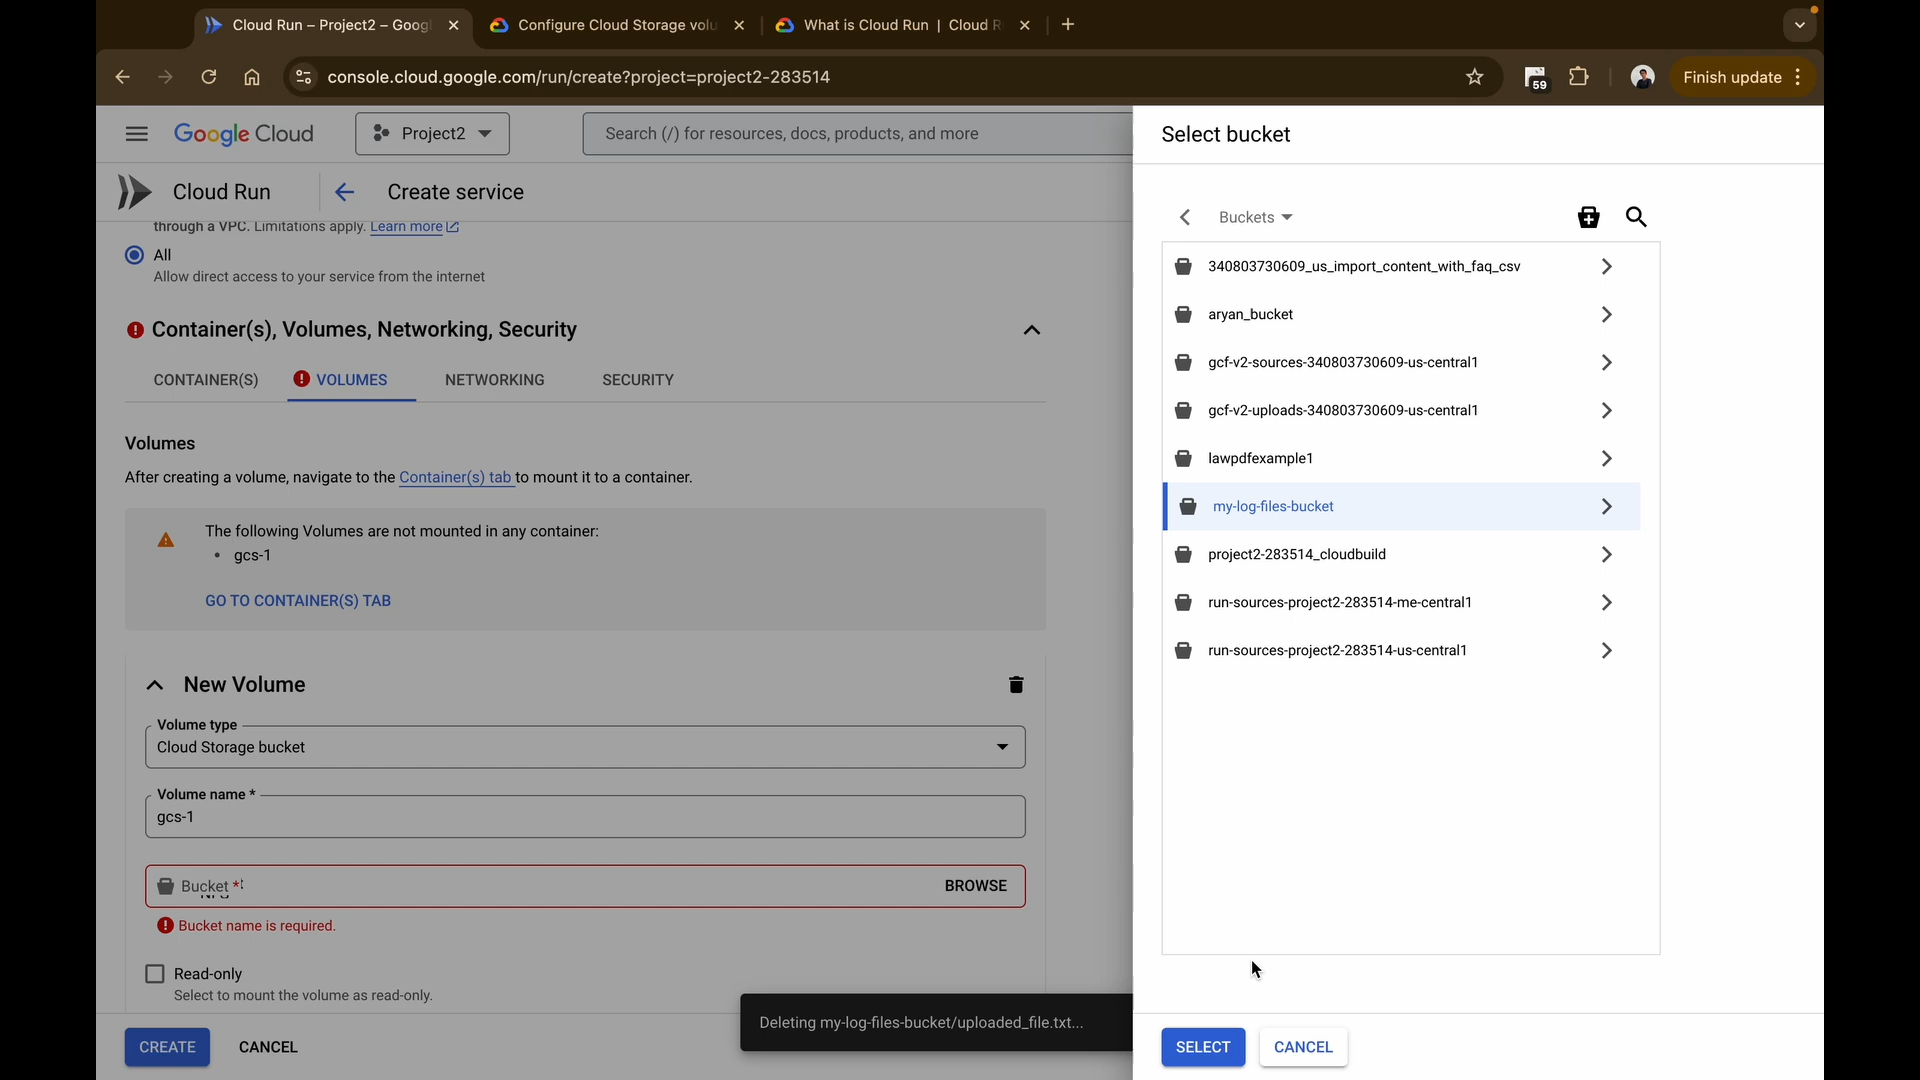 Cloud Run – Project2 – Goog
Configure Cloud Storage volu
What is Cloud Run | Cloud R
console.cloud.google.com/run/create?project=project2-283514
59
Finish update
Google Cloud
Project2
Search (/) for resources, docs, products, and more
Cloud Run
Create service
through a VPC. Limitations apply. Learn more
All
Allow direct access to your service from the internet
Container(s), Volumes, Networking, Security
CONTAINER(S)
VOLUMES
NETWORKING
SECURITY
Volumes
After creating a volume, navigate to the Container(s) tab to mount it to a container.
The following Volumes are not mounted in any container:
• gcs-1
GO TO CONTAINER(S) TAB
New Volume
Volume type
Cloud Storage bucket
Volume name *
gcs-1
Bucket *
BROWSE
Bucket name is required.
Read-only
Select to mount the volume as read-only.
CREATE
CANCEL
Deleting my-log-files-bucket/uploaded_file.txt...
Select bucket
Buckets
340803730609_us_import_content_with_faq_csv
aryan_bucket
gcf-v2-sources-340803730609-us-central1
gcf-v2-uploads-340803730609-us-central1
lawpdfexample1
my-log-files-bucket
project2-283514_cloudbuild
run-sources-project2-283514-me-central1
run-sources-project2-283514-us-central1
SELECT
CANCEL